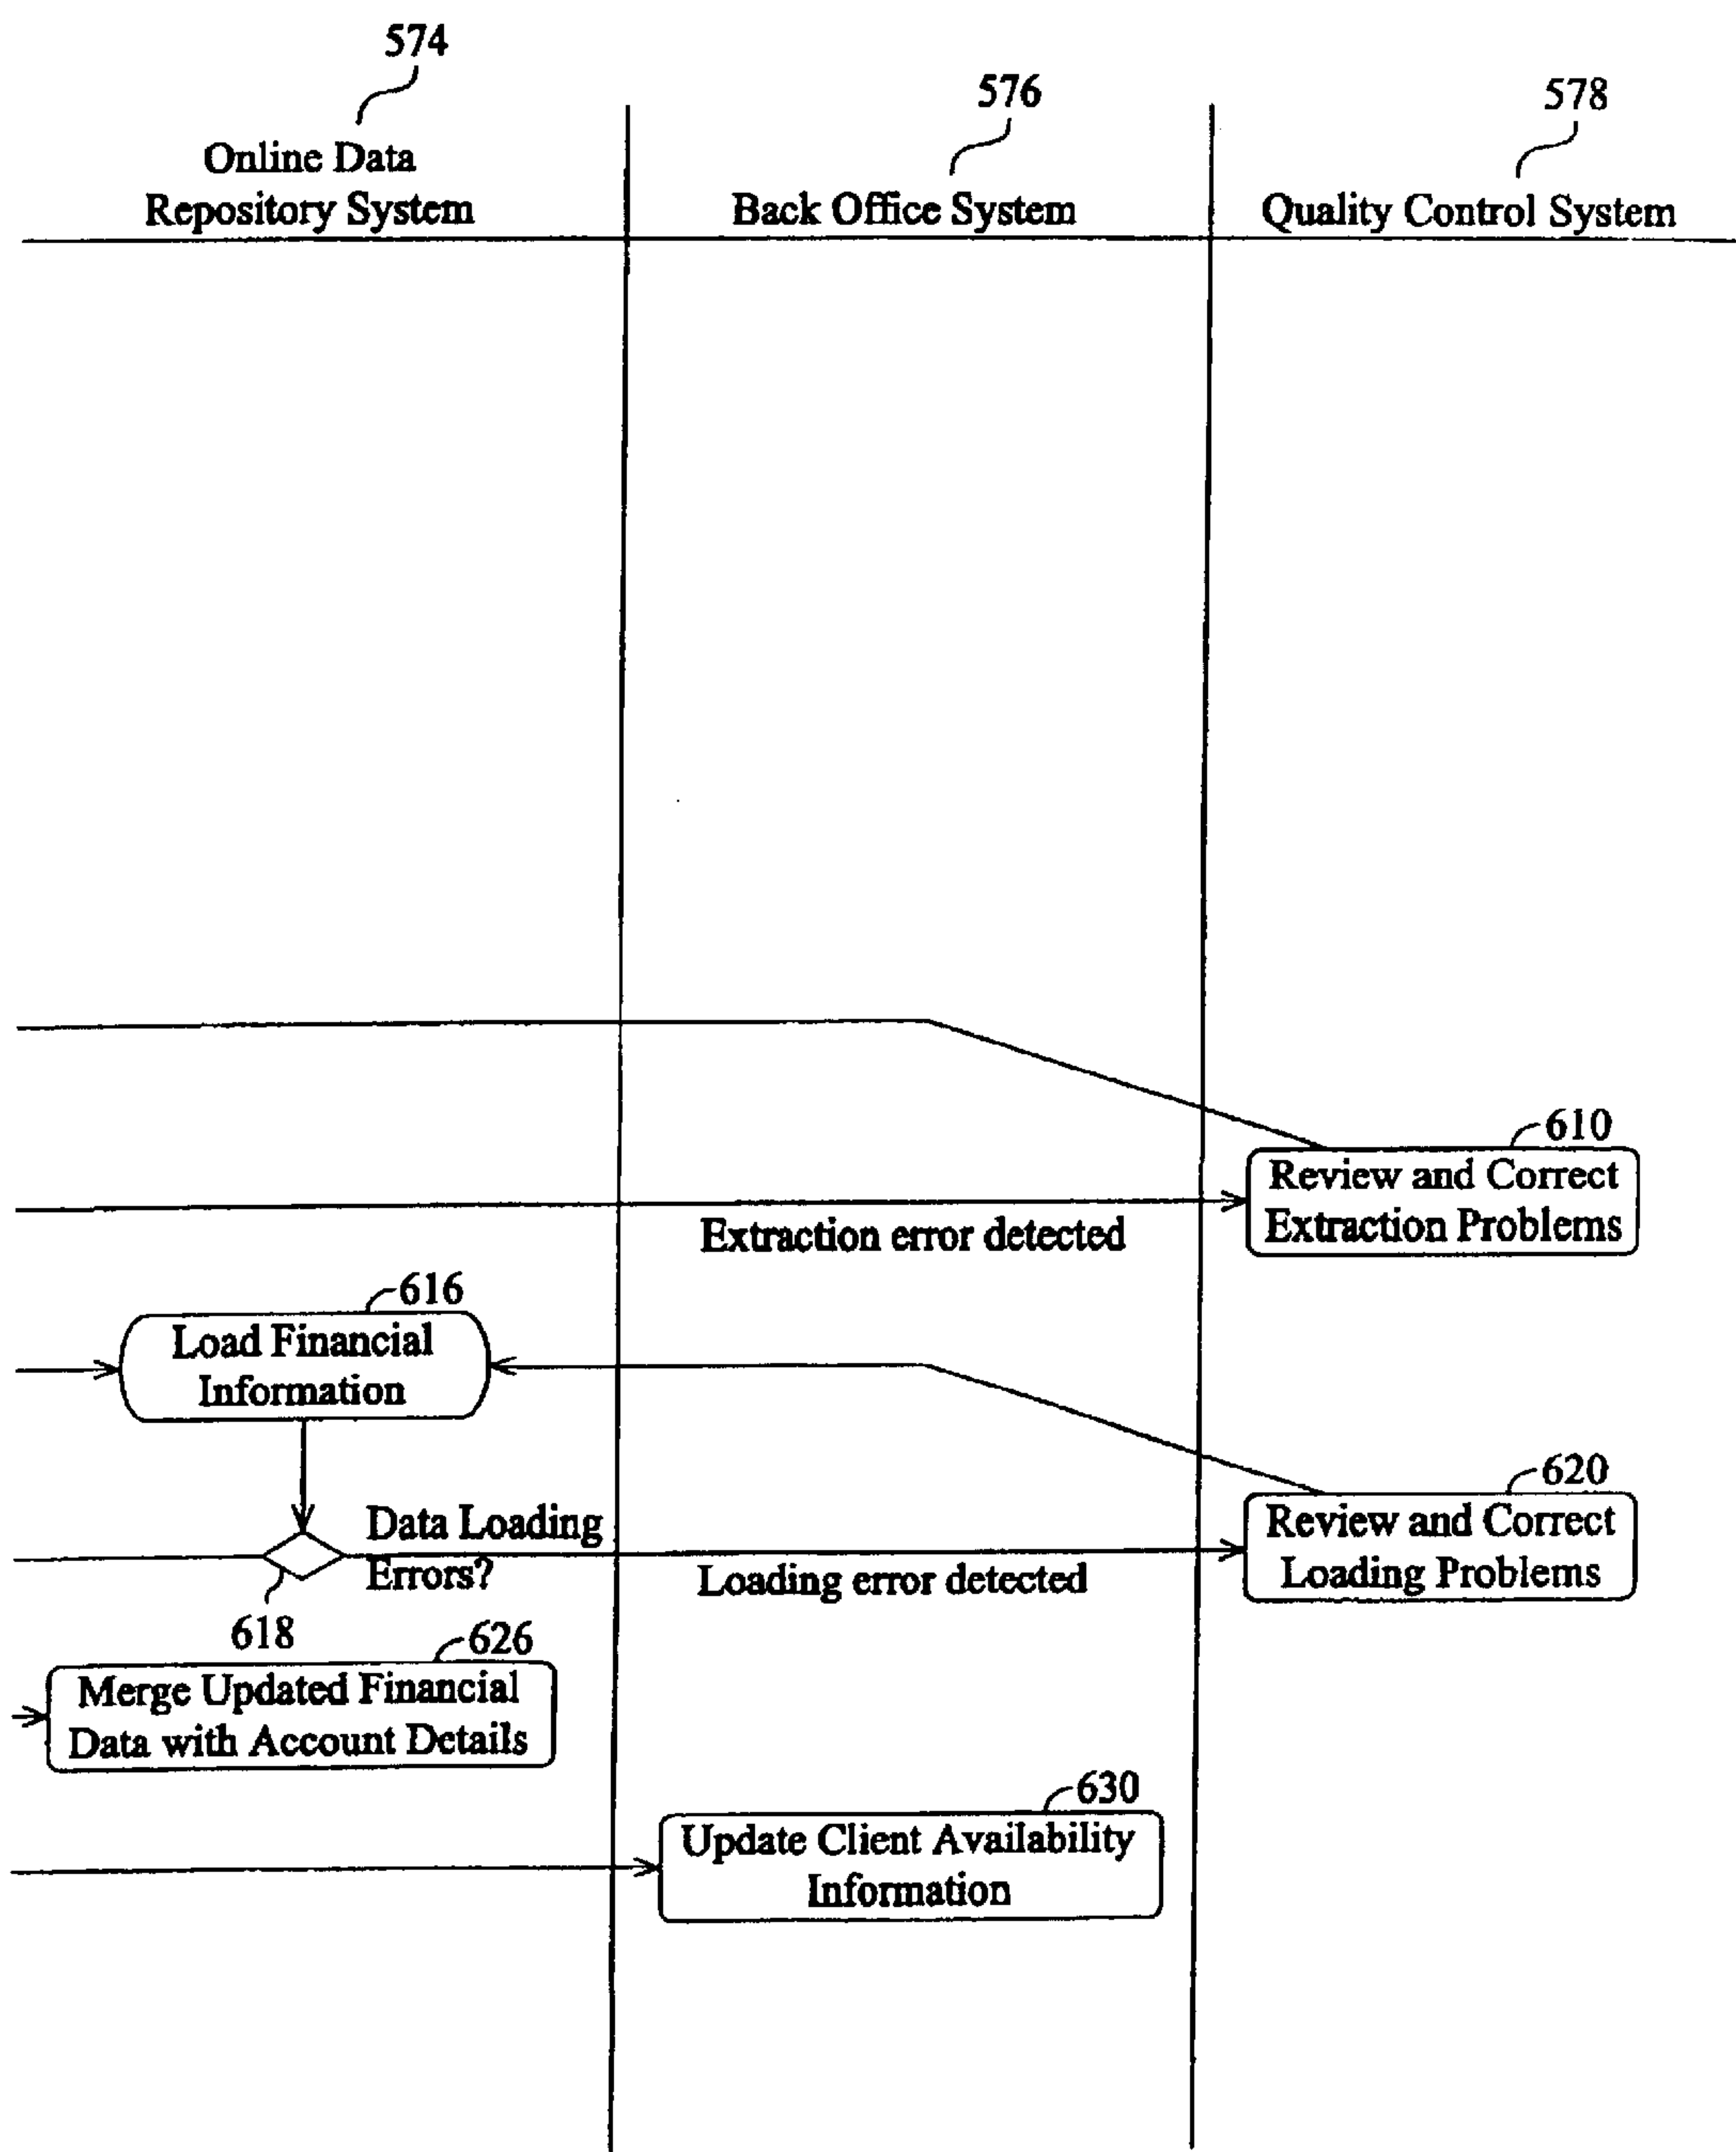 574
576
578
Online Data
Repository System
Back Office System
Quality Control System
610
Review and Correct
Extraction Problems
Extraction error detected
616
Load Financial
Information
620
Review and Correct
Loading Problems
Data Loading
Errors?
Loading error detected
618
626
Merge Updated Financial
Data with Account Details
630
Update Client Availability
Information